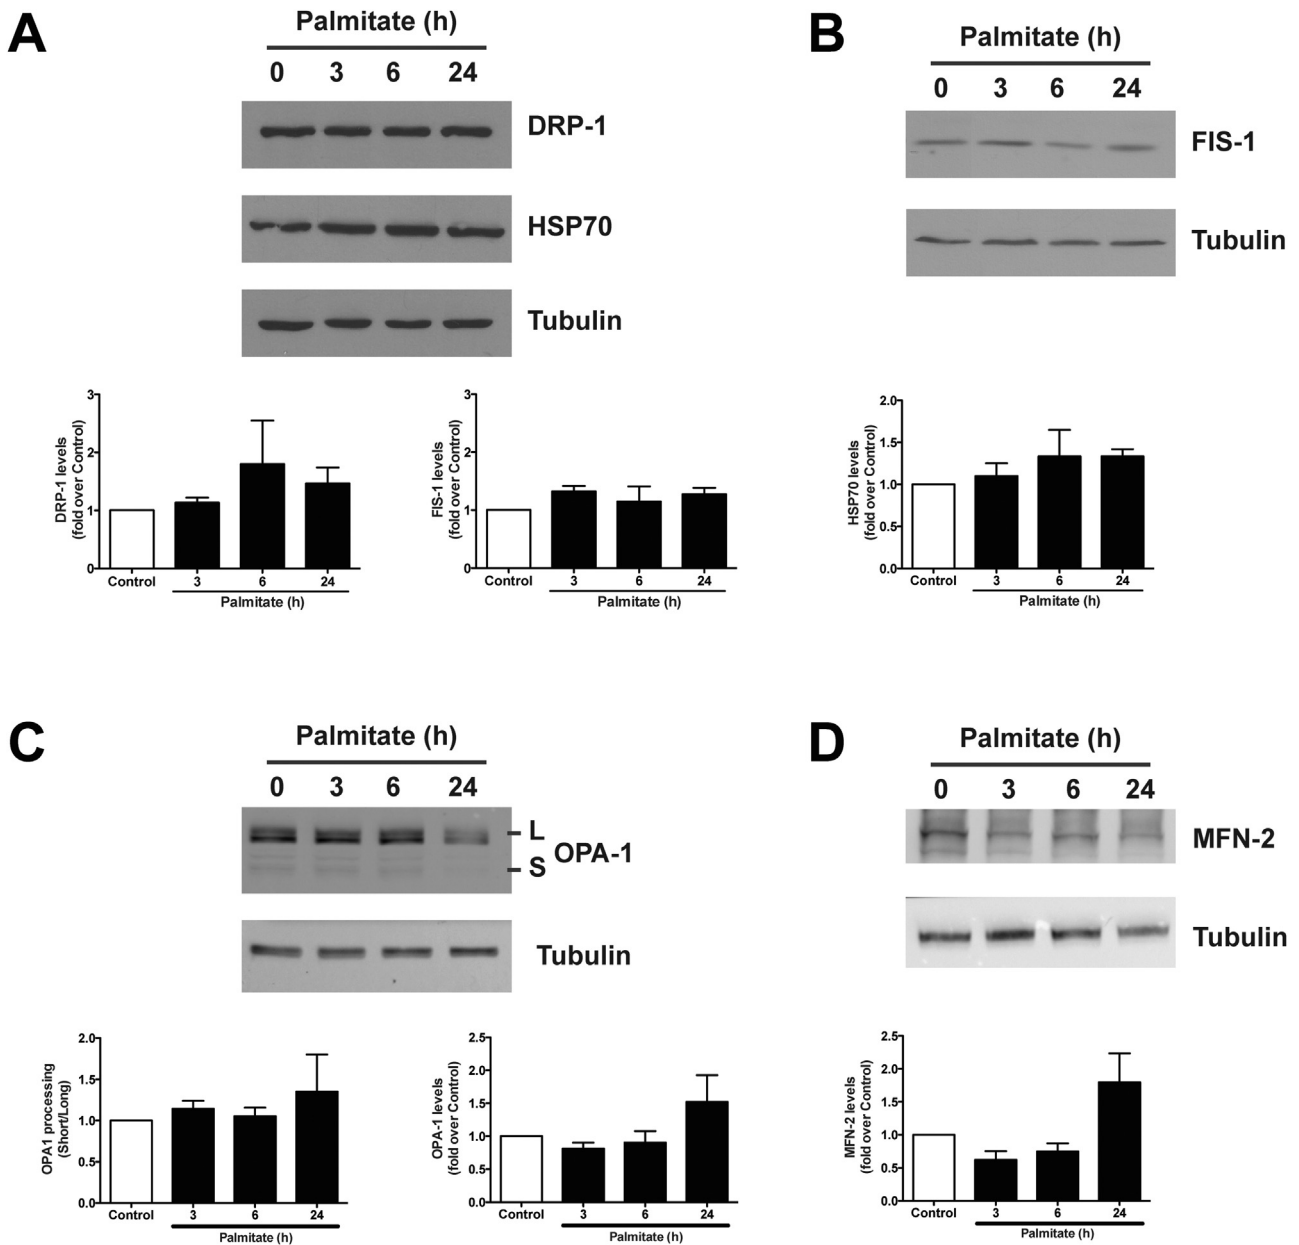 A
Palmitate (h)
0 3 6 24
DRP-1
HSP70
Tubulin
3
2
1
0
DRP-1 levels
(fold over Control)
Control 3 6 24
Palmitate (h)
3
2
1
0
FIS-1 levels
(fold over Control)
Control 3 6 24
Palmitate (h)
B
Palmitate (h)
0 3 6 24
FIS-1
Tubulin
2.0
1.5
1.0
0.5
0.0
HSP70 levels
(fold over Control)
Control 3 6 24
Palmitate (h)
C
Palmitate (h)
0 3 6 24
L
OPA-1
S
Tubulin
2.0
1.5
1.0
0.5
0.0
OPA1 processing
(Short/Long)
Control 3 6 24
Palmitate (h)
2.5
2.0
1.5
1.0
0.5
0.0
OPA-1 levels
(fold over Control)
Control 3 6 24
Palmitate (h)
D
Palmitate (h)
0 3 6 24
MFN-2
Tubulin
2.5
2.0
1.5
1.0
0.5
0.0
MFN-2 levels
(fold over Control)
Control 3 6 24
Palmitate (h)